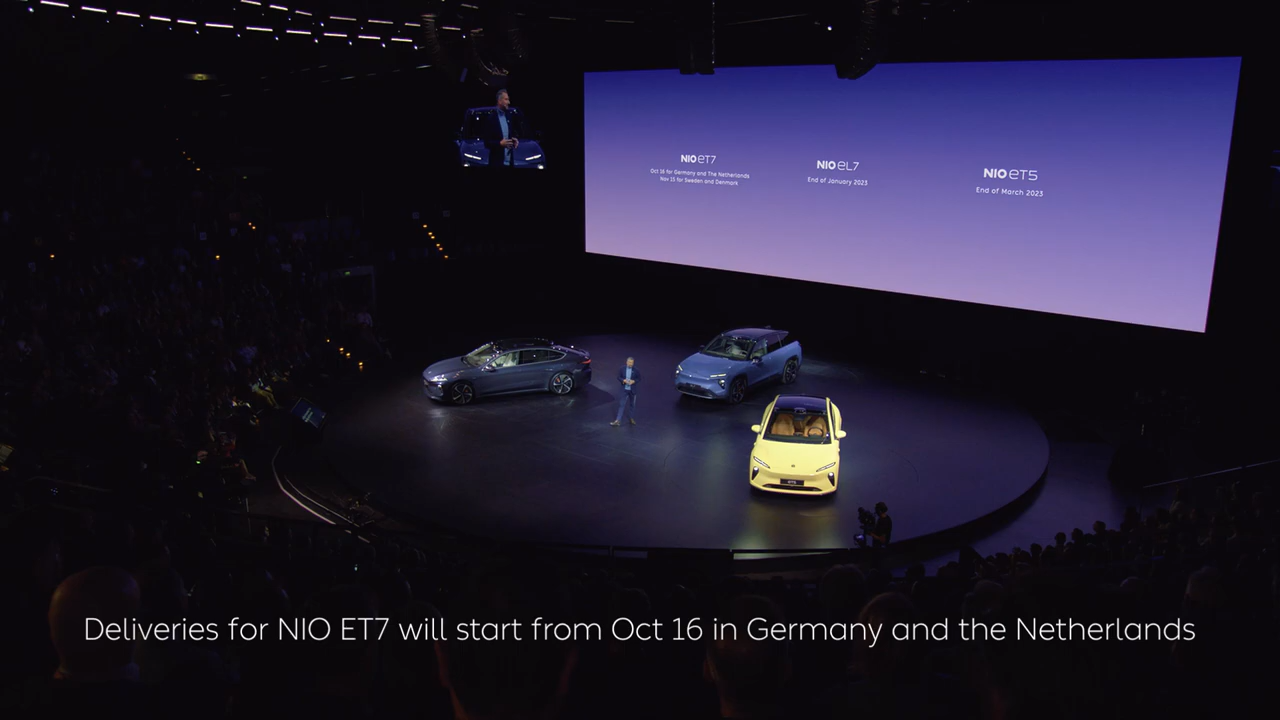 NIO ET7
Oct 16 for Germany and The Netherlands
Nov 11 for Sweden and Denmark
NIO EL7
End of January 2023
NIO ET5
End of March 2023
ET5
Deliveries for NIO ET7 will start from Oct 16 in Germany and the Netherlands